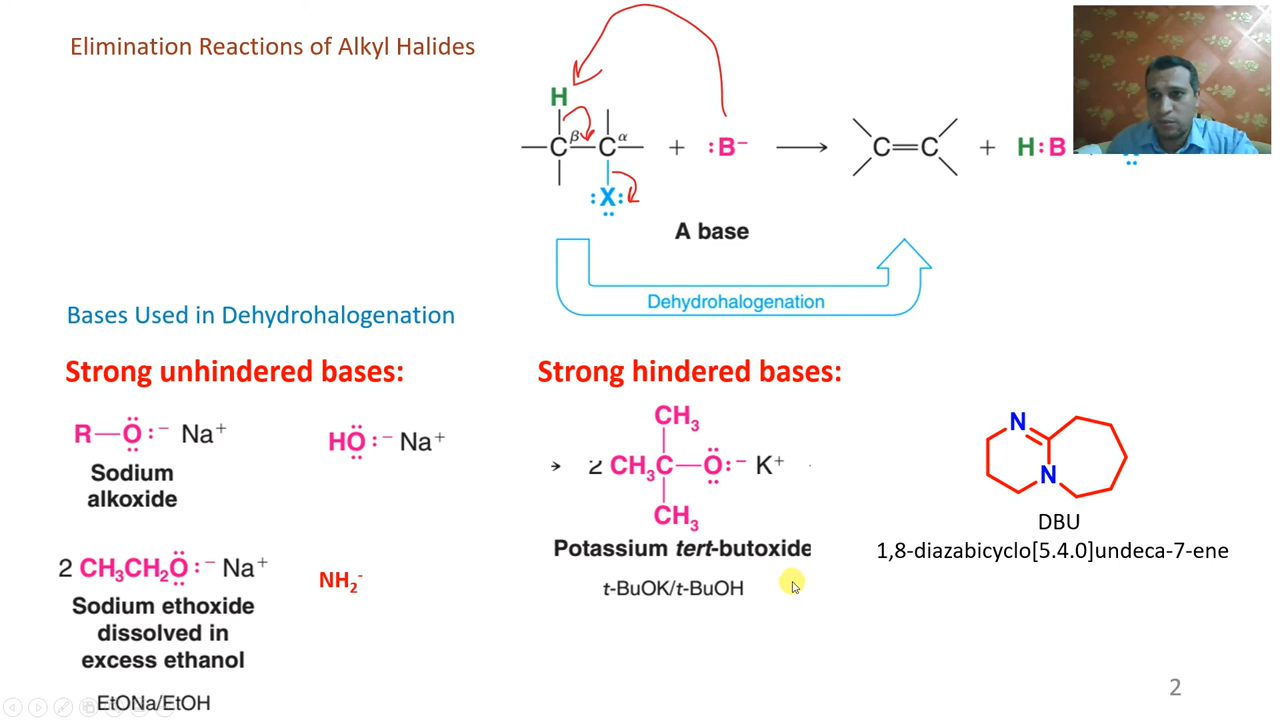 Elimination Reactions of Alkyl Halides
H
β α
C C + :B⁻ → C=C + H:B
:X:
A base
Dehydrohalogenation
Bases Used in Dehydrohalogenation
Strong unhindered bases:
R—O:⁻ Na⁺
HO:⁻ Na⁺
Sodium
alkoxide
2 CH₃CH₂O:⁻ Na⁺
NH₂⁻
Sodium ethoxide
dissolved in
excess ethanol
EtONa/EtOH
Strong hindered bases:
CH₃
→ 2 CH₃C—O:⁻ K⁺
CH₃
Potassium tert-butoxide
t-BuOK/t-BuOH
N
N
DBU
1,8-diazabicyclo[5.4.0]undeca-7-ene
2